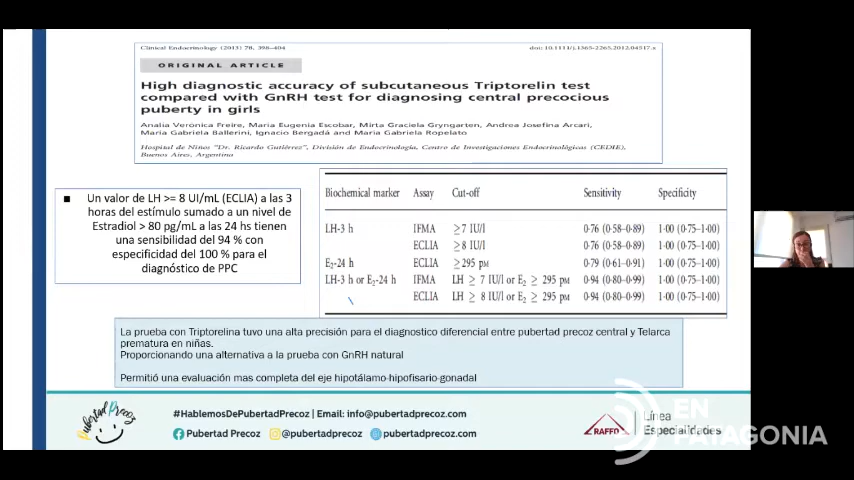 Clinical Endocrinology (2013) 78, 398–404
doi: 10.1111/j.1365-2265.2012.04517.x
ORIGINAL ARTICLE
High diagnostic accuracy of subcutaneous Triptorelin test
compared with GnRH test for diagnosing central precocious
puberty in girls
Analía Verónica Freire, María Eugenia Escobar, Mirta Graciela Gryngarten, Andrea Josefina Arcari,
María Gabriela Ballerini, Ignacio Bergadá and María Gabriela Ropelato
Hospital de Niños "Dr. Ricardo Gutiérrez", División de Endocrinología, Centro de Investigaciones Endocrinológicas (CEDIE),
Buenos Aires, Argentina
Un valor de LH >= 8 UI/mL (ECLIA) a las 3
horas del estímulo sumado a un nivel de
Estradiol > 80 pg/mL a las 24 hs tienen
una sensibilidad del 94 % con
especificidad del 100 % para el
diagnóstico de PPC
Biochemical marker Assay Cut-off Sensitivity Specificity
LH-3 h IFMA ≥7 IU/l 0·76 (0·58–0·89) 1·00 (0·75–1·00)
ECLIA ≥8 IU/l 0·76 (0·58–0·89) 1·00 (0·75–1·00)
E₂-24 h ECLIA ≥295 pM 0·79 (0·61–0·91) 1·00 (0·75–1·00)
LH-3 h or E₂-24 h IFMA LH ≥ 7 IU/l or E₂ ≥ 295 pM 0·94 (0·80–0·99) 1·00 (0·75–1·00)
ECLIA LH ≥ 8 IU/l or E₂ ≥ 295 pM 0·94 (0·80–0·99) 1·00 (0·75–1·00)
La prueba con Triptorelina tuvo una alta precisión para el diagnostico diferencial entre pubertad precoz central y Telarca
prematura en niñas.
Proporcionando una alternativa a la prueba con GnRH natural
Permitió una evaluación mas completa del eje hipotálamo-hipofisario-gonadal
Pubertad Precoz
#HablemosDePubertadPrecoz | Email: info@pubertadprecoz.com
Pubertad Precoz @pubertadprecoz pubertadprecoz.com
RAFFO
Línea
Especialidades
EN
PATAGONIA